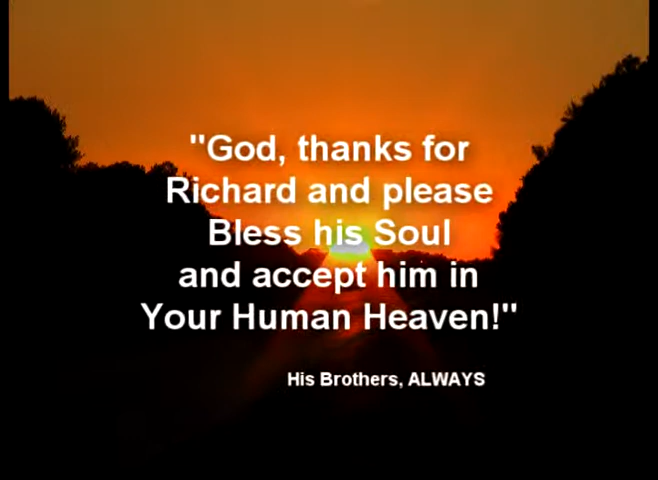 "God, thanks for
Richard and please
Bless his Soul
and accept him in
Your Human Heaven!"
His Brothers, ALWAYS